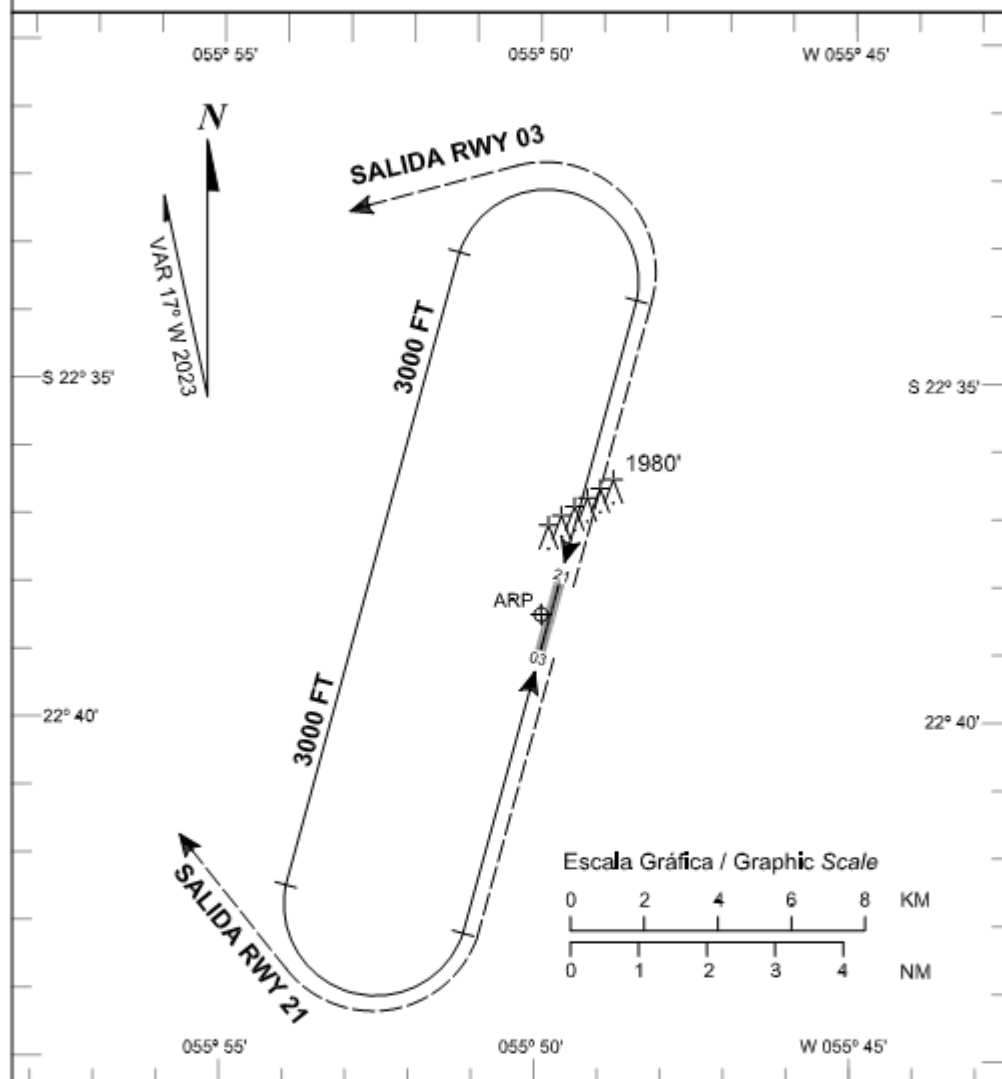 055º 55'
055º 50'
W 055º 45'
N
SALIDA RWY 03
VAR 17º W 2023
3000 FT
S 22º 35'
S 22º 35'
1980'
21
ARP
03
3000 FT
22º 40'
22º 40'
SALIDA RWY 21
Escala Gráfica / Graphic Scale
0 2 4 6 8 KM
0 1 2 3 4 NM
055º 55'
055º 50'
W 055º 45'